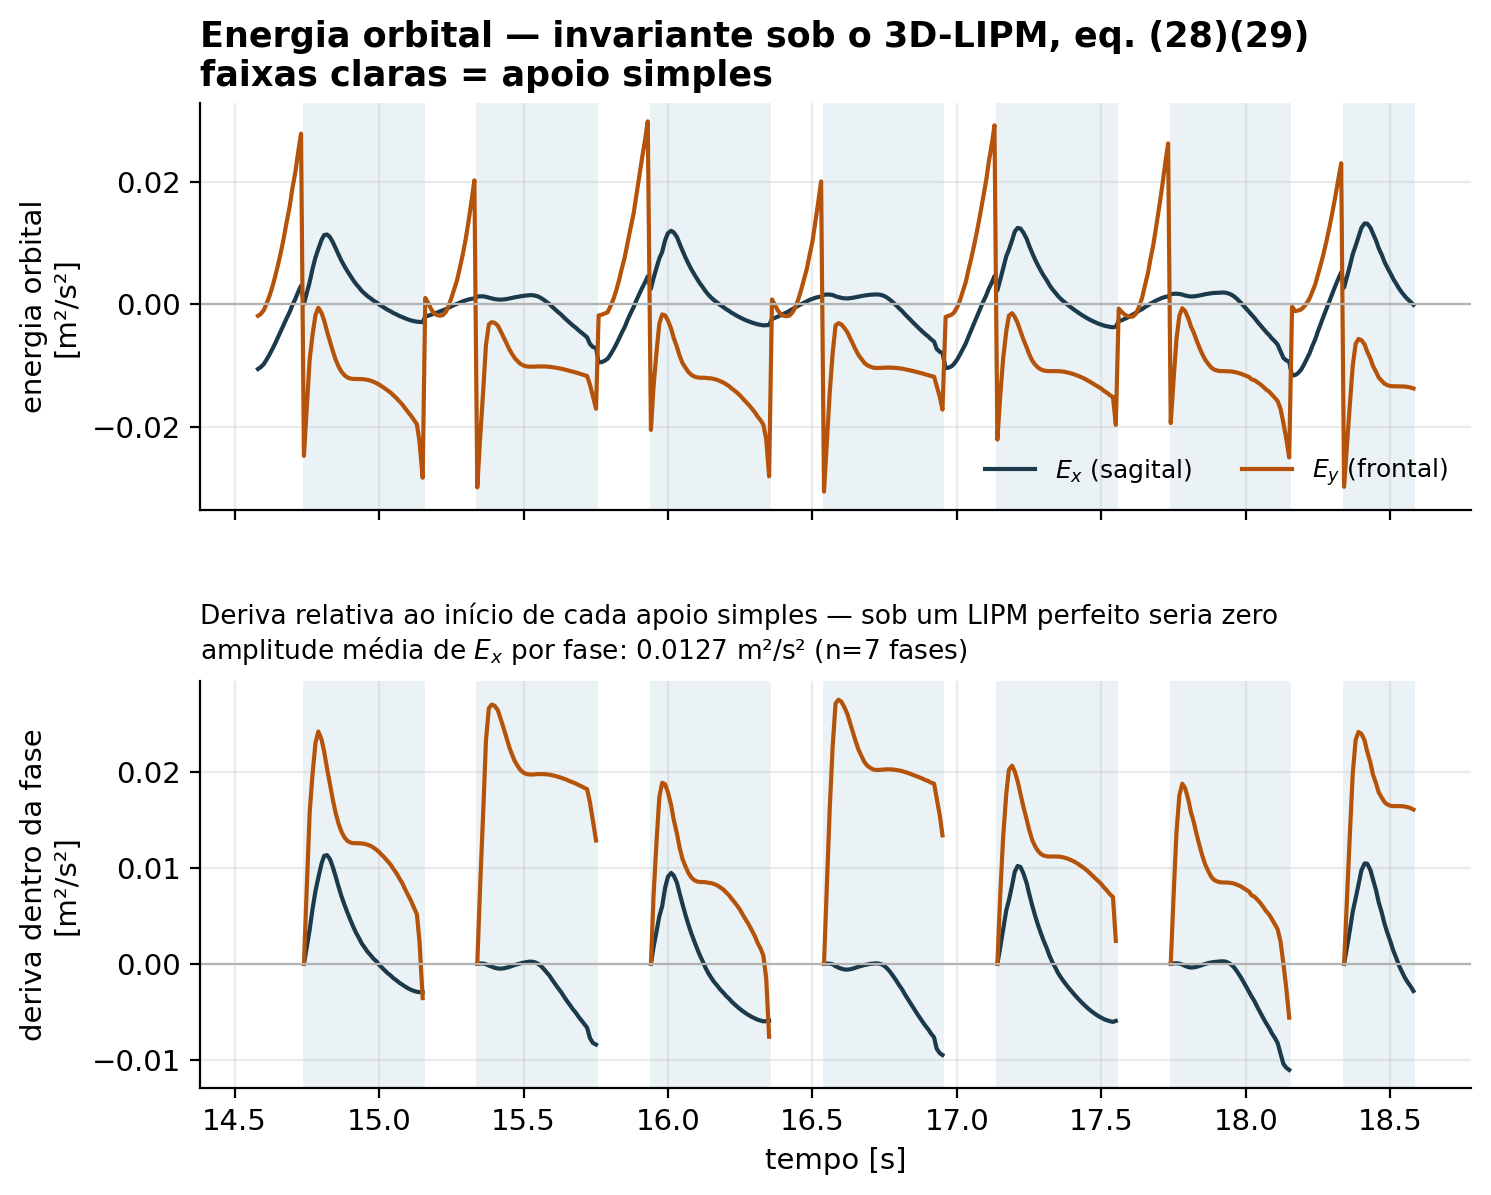 Energia orbital — invariante sob o 3D-LIPM, eq. (28)(29)
faixas claras = apoio simples
energia orbital
[m²/s²]
0.02
0.00
−0.02
Eₓ (sagital)
E_y (frontal)
Deriva relativa ao início de cada apoio simples — sob um LIPM perfeito seria zero
amplitude média de Eₓ por fase: 0.0127 m²/s² (n=7 fases)
deriva dentro da fase
[m²/s²]
0.02
0.01
0.00
−0.01
14.5 15.0 15.5 16.0 16.5 17.0 17.5 18.0 18.5
tempo [s]